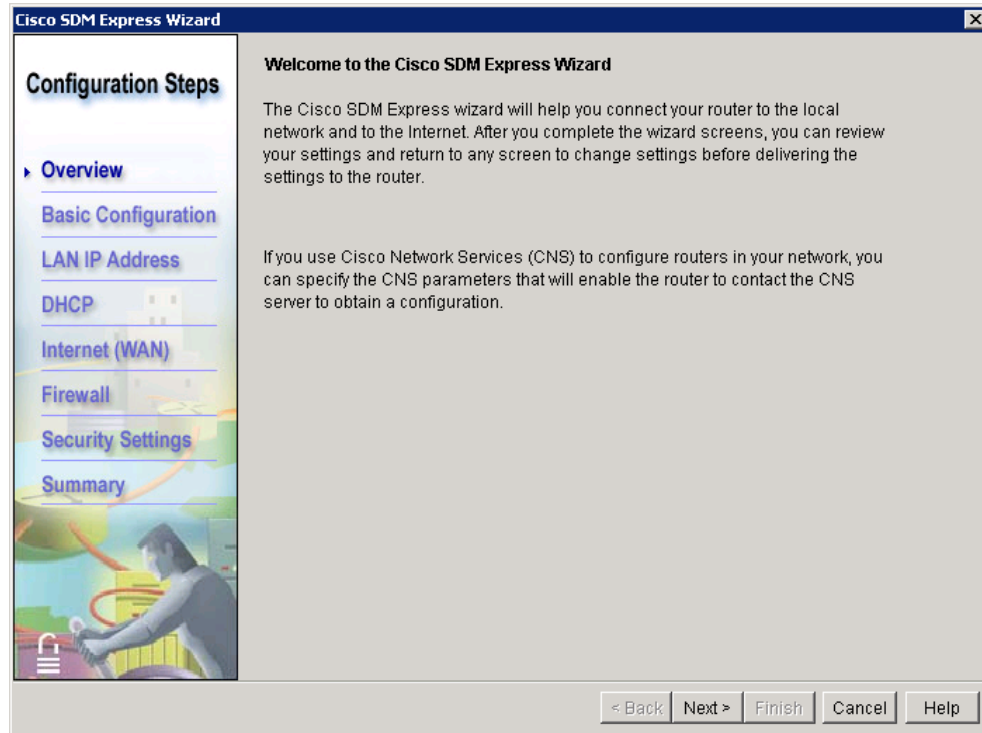 Cisco SDM Express Wizard
Configuration Steps
Overview
Basic Configuration
LAN IP Address
DHCP
Internet (WAN)
Firewall
Security Settings
Summary
Welcome to the Cisco SDM Express Wizard
The Cisco SDM Express wizard will help you connect your router to the local
network and to the Internet. After you complete the wizard screens, you can review
your settings and return to any screen to change settings before delivering the
settings to the router.
If you use Cisco Network Services (CNS) to configure routers in your network, you
can specify the CNS parameters that will enable the router to contact the CNS
server to obtain a configuration.
< Back Next > Finish Cancel Help